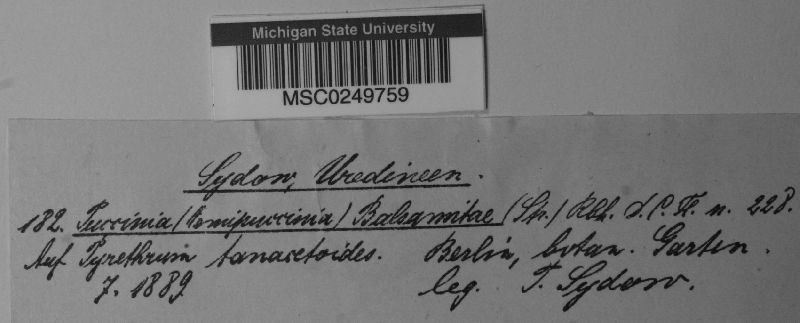 Michigan State University
MSC0249759
Sydow, Uredineen.
182. Puccinia (Hemipuccinia) Balsamitae (Str.) Rbh. D. C. Fl. n. 228.
Auf Pyrethrum tanacetoides. Berlin, botan. Garten.
7. 1889 leg. P. Sydow.